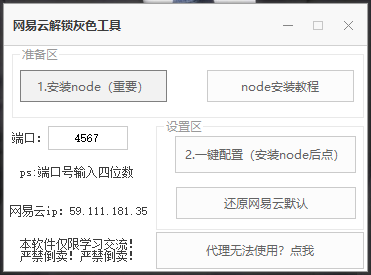 网易云解锁灰色工具
准备区
1.安装node（重要）
node安装教程
端口：
4567
设置区
2.一键配置（安装node后点）
ps:端口号输入四位数
还原网易云默认
网易云ip：59.111.181.35
代理无法使用？点我
本软件仅限学习交流！
严禁倒卖！严禁倒卖！